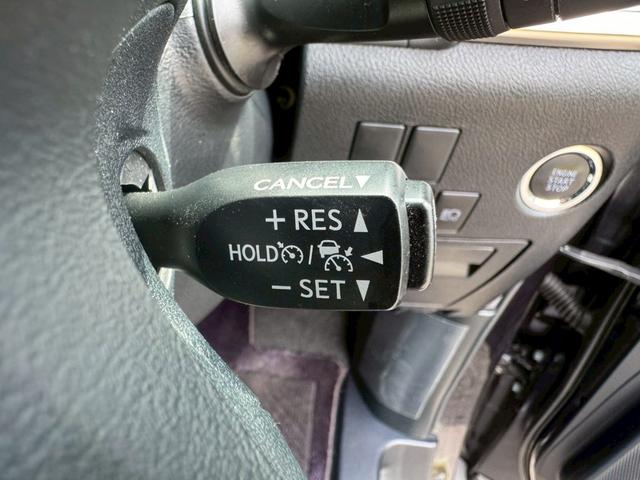 CANCEL▼
+ RES ▲
HOLD / ◀
− SET ▼
ENGINE
START
STOP